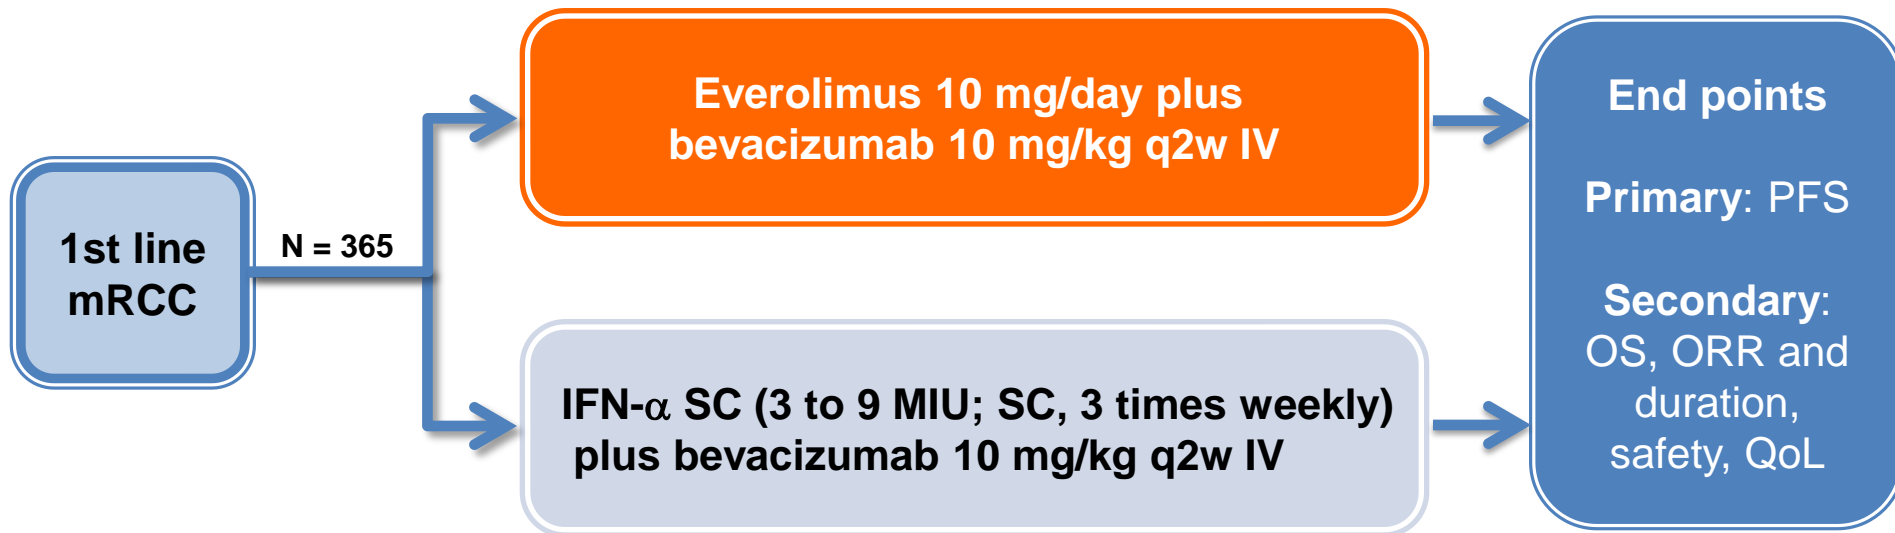 1st line
mRCC
N = 365
Everolimus 10 mg/day plus
bevacizumab 10 mg/kg q2w IV
IFN-α SC (3 to 9 MIU; SC, 3 times weekly)
plus bevacizumab 10 mg/kg q2w IV
End points
Primary: PFS
Secondary:
OS, ORR and
duration,
safety, QoL